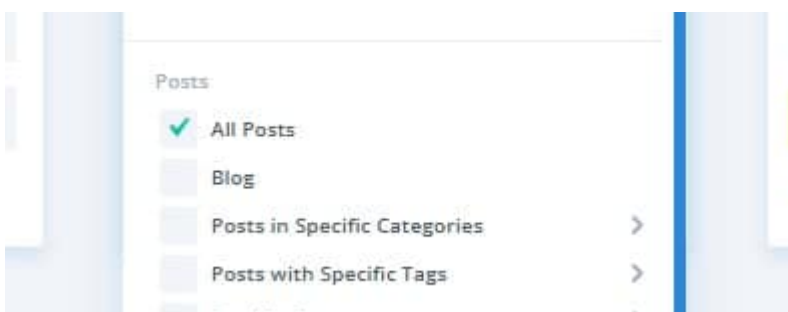 Posts
All Posts
Blog
Posts in Specific Categories
Posts with Specific Tags